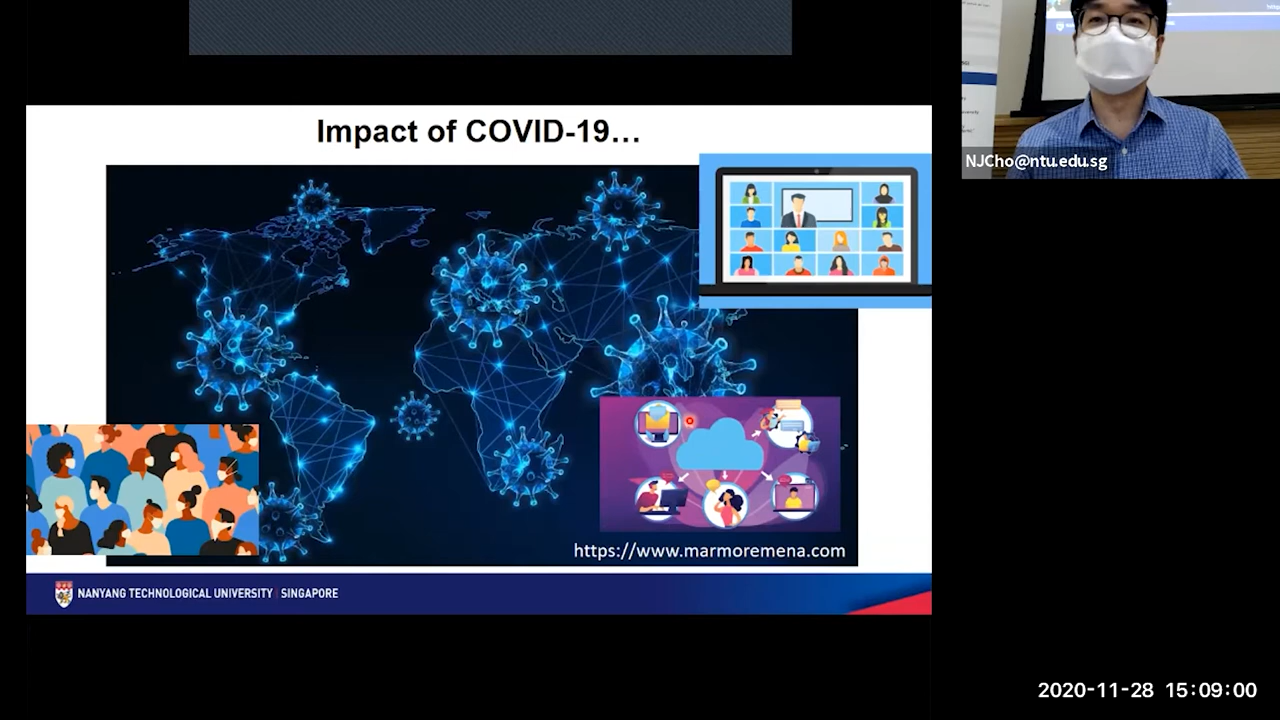 Impact of COVID-19...
https://www.marmoremena.com
NANYANG TECHNOLOGICAL UNIVERSITY SINGAPORE
NJCho@ntu.edu.sg
2020-11-28 15:09:00